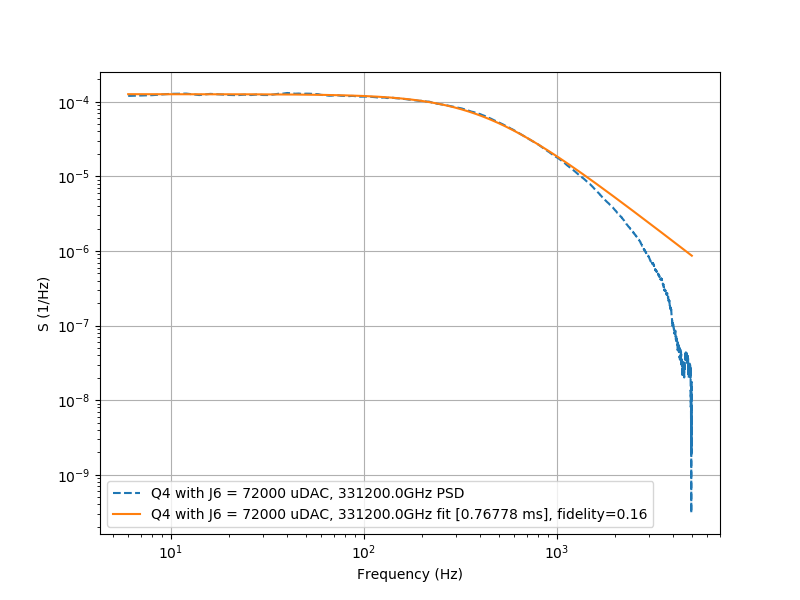 10⁻⁴
10⁻⁵
10⁻⁶
10⁻⁷
10⁻⁸
10⁻⁹
S (1/Hz)
Q4 with J6 = 72000 uDAC, 331200.0GHz PSD
Q4 with J6 = 72000 uDAC, 331200.0GHz fit [0.76778 ms], fidelity=0.16
10¹ 10² 10³
Frequency (Hz)